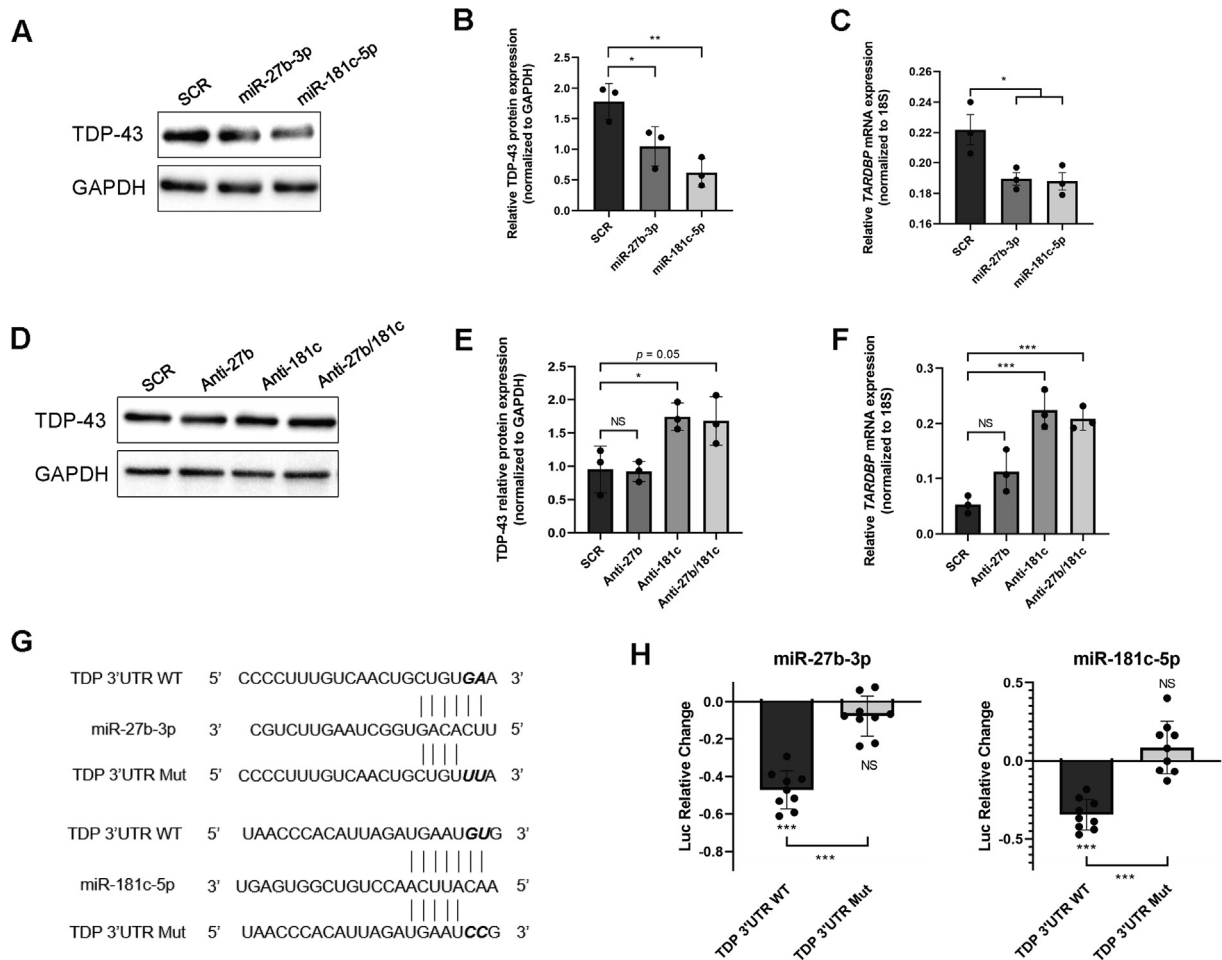 A
SCR
miR-27b-3p
miR-181c-5p
TDP-43
GAPDH
B
Relative TDP-43 protein expression
(normalized to GAPDH)
2.5
2.0
1.5
1.0
0.5
0.0
**
*
SCR
miR-27b-3p
miR-181c-5p
C
Relative TARDBP mRNA expression
(normalized to 18S)
0.26
0.24
0.22
0.20
0.18
0.16
*
SCR
miR-27b-3p
miR-181c-5p
D
SCR
Anti-27b
Anti-181c
Anti-27b/181c
TDP-43
GAPDH
E
TDP-43 relative protein expression
(normalized to GAPDH)
2.5
2.0
1.5
1.0
0.5
0.0
p = 0.05
*
NS
SCR
Anti-27b
Anti-181c
Anti-27b/181c
F
Relative TARDBP mRNA expression
(normalized to 18S)
0.3
0.2
0.1
0.0
***
***
NS
SCR
Anti-27b
Anti-181c
Anti-27b/181c
G
TDP 3'UTR WT 5' CCCCUUUGUCAACUGCUGUGAA 3'
miR-27b-3p 3' CGUCUUGAAUCGGUGACACUU 5'
TDP 3'UTR Mut 5' CCCCUUUGUCAACUGCUGUUUA 3'
TDP 3'UTR WT 5' UAACCCACAUUAGAUGAAUGUG 3'
miR-181c-5p 3' UGAGUGGCUGUCCAACUUACAA 5'
TDP 3'UTR Mut 5' UAACCCACAUUAGAUGAAUCCG 3'
H
miR-27b-3p
Luc Relative Change
0.0
-0.2
-0.4
-0.6
-0.8
NS
***
***
TDP 3'UTR WT
TDP 3'UTR Mut
miR-181c-5p
Luc Relative Change
0.5
0.0
-0.5
NS
***
***
TDP 3'UTR WT
TDP 3'UTR Mut